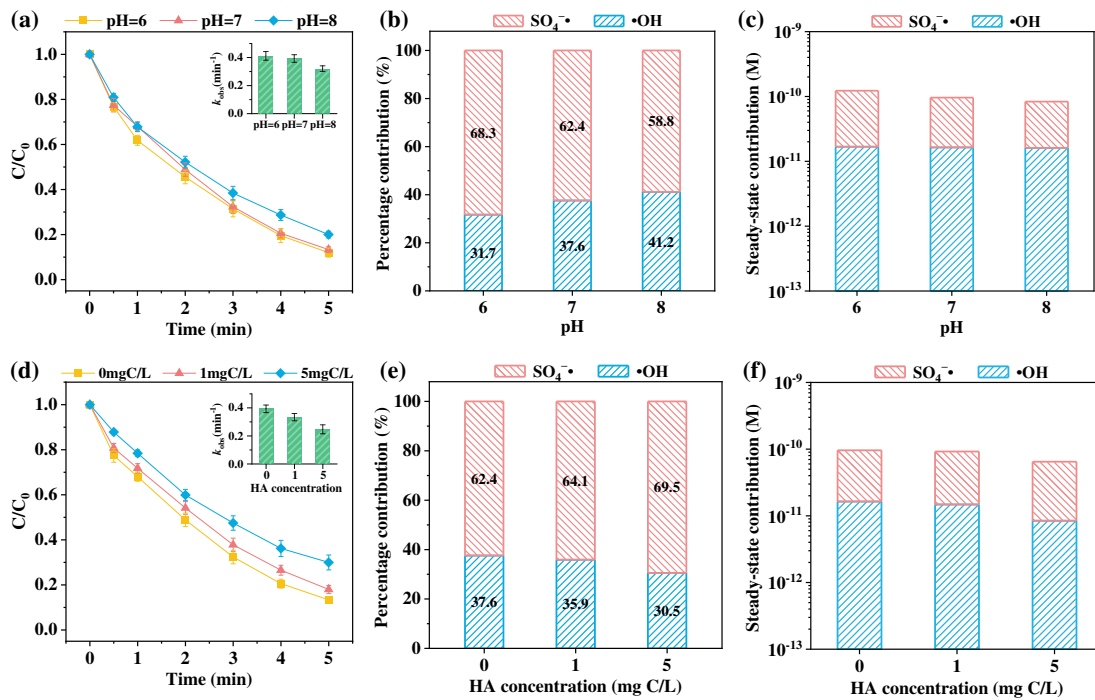 (a)
pH=6 pH=7 pH=8
C/C0
1.0
0.8
0.6
0.4
0.2
0.0
0 1 2 3 4 5
Time (min)
kobs(min⁻¹)
0.4
0.2
0.0
pH=6 pH=7 pH=8
(b)
SO4⁻• •OH
Percentage contribution (%)
100
80
60
40
20
0
68.3 62.4 58.8
31.7 37.6 41.2
6 7 8
pH
(c)
SO4⁻• •OH
Steady-state contribution (M)
10⁻⁹
10⁻¹⁰
10⁻¹¹
10⁻¹²
10⁻¹³
6 7 8
pH
(d)
0mgC/L 1mgC/L 5mgC/L
C/C0
1.0
0.8
0.6
0.4
0.2
0.0
0 1 2 3 4 5
Time (min)
kobs(min⁻¹)
0.4
0.2
0.0
0 1 5
HA concentration
(e)
SO4⁻• •OH
Percentage contribution (%)
100
80
60
40
20
0
62.4 64.1 69.5
37.6 35.9 30.5
0 1 5
HA concentration (mg C/L)
(f)
SO4⁻• •OH
Steady-state contribution (M)
10⁻⁹
10⁻¹⁰
10⁻¹¹
10⁻¹²
10⁻¹³
0 1 5
HA concentration (mg C/L)